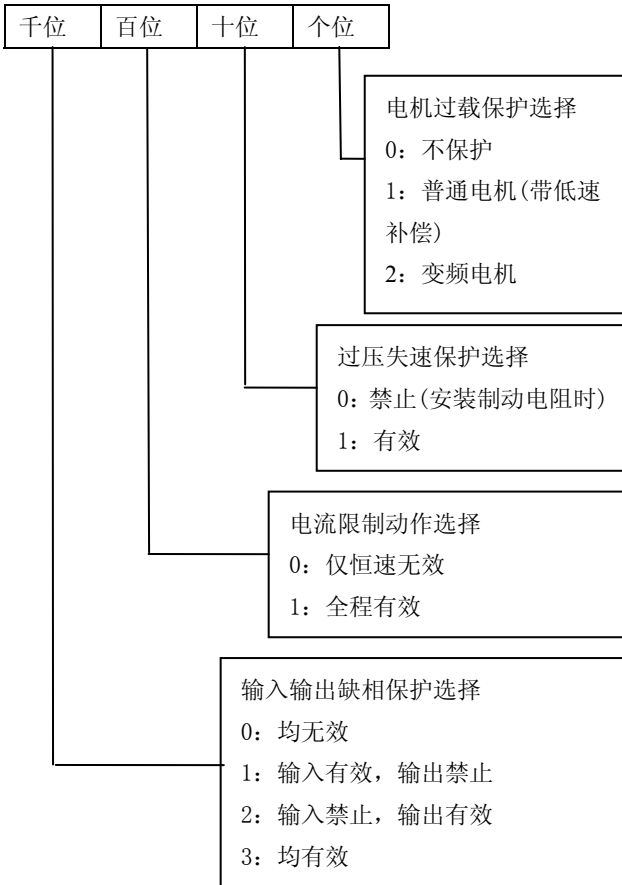 千位 百位 十位 个位
电机过载保护选择
0: 不保护
1: 普通电机(带低速
补偿)
2: 变频电机
过压失速保护选择
0: 禁止(安装制动电阻时)
1: 有效
电流限制动作选择
0: 仅恒速无效
1: 全程有效
输入输出缺相保护选择
0: 均无效
1: 输入有效，输出禁止
2: 输入禁止，输出有效
3: 均有效